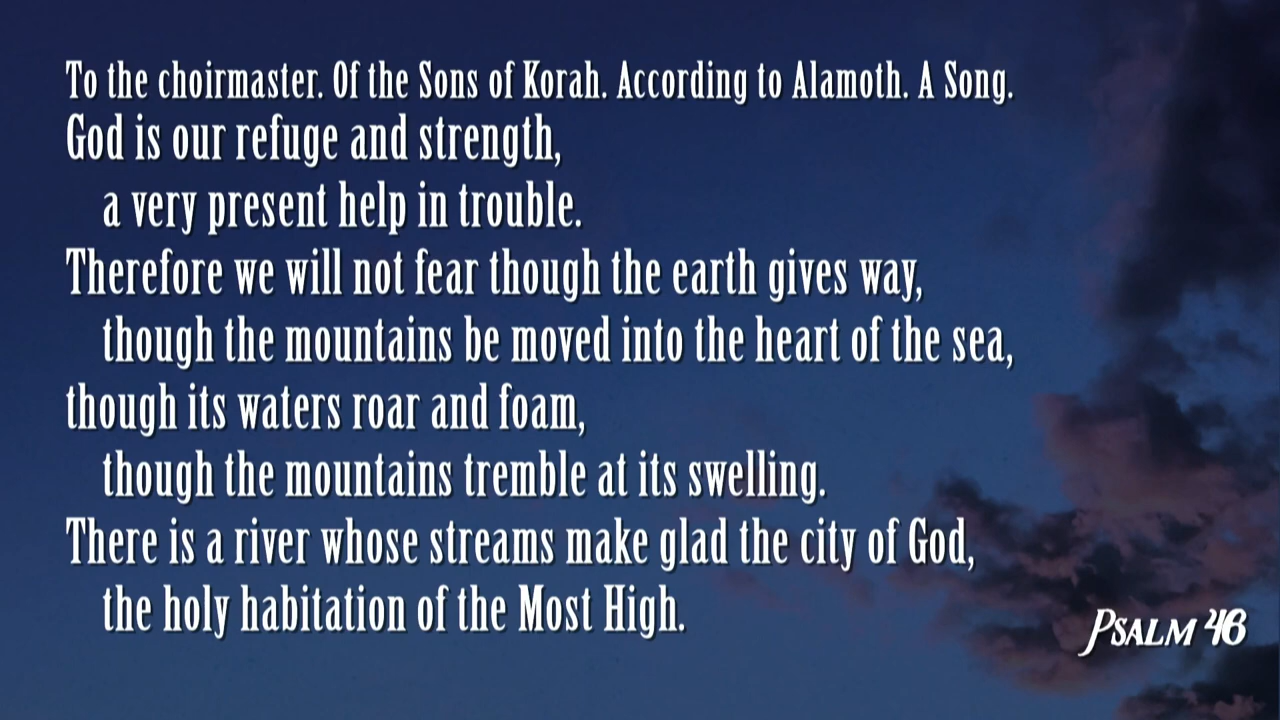 To the choirmaster. Of the Sons of Korah. According to Alamoth. A Song.
God is our refuge and strength,
a very present help in trouble.
Therefore we will not fear though the earth gives way,
though the mountains be moved into the heart of the sea,
though its waters roar and foam,
though the mountains tremble at its swelling.
There is a river whose streams make glad the city of God,
the holy habitation of the Most High.
Psalm 46